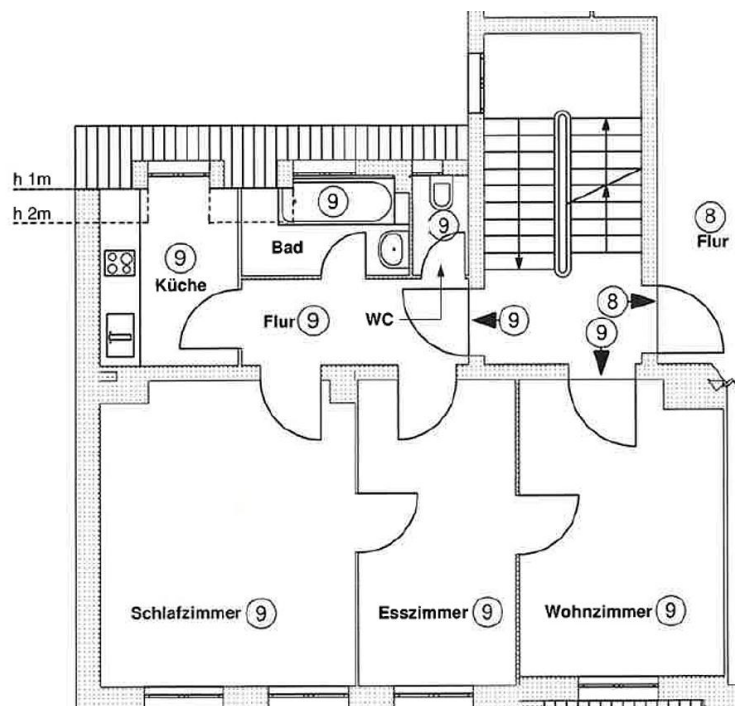 h 1m
h 2m
9
Bad
9
9
Küche
8
Flur
Flur 9
WC
9
8
9
Schlafzimmer 9
Esszimmer 9
Wohnzimmer 9